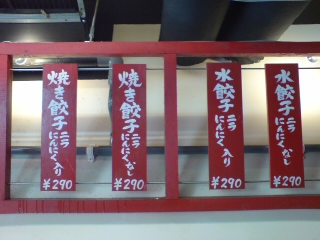 水餃子 ニラ にんにく なし
¥290
水餃子 ニラ にんにく 入り
¥290
焼き餃子 ニラ にんにく なし
¥290
焼き餃子 ニラ にんにく 入り
¥290